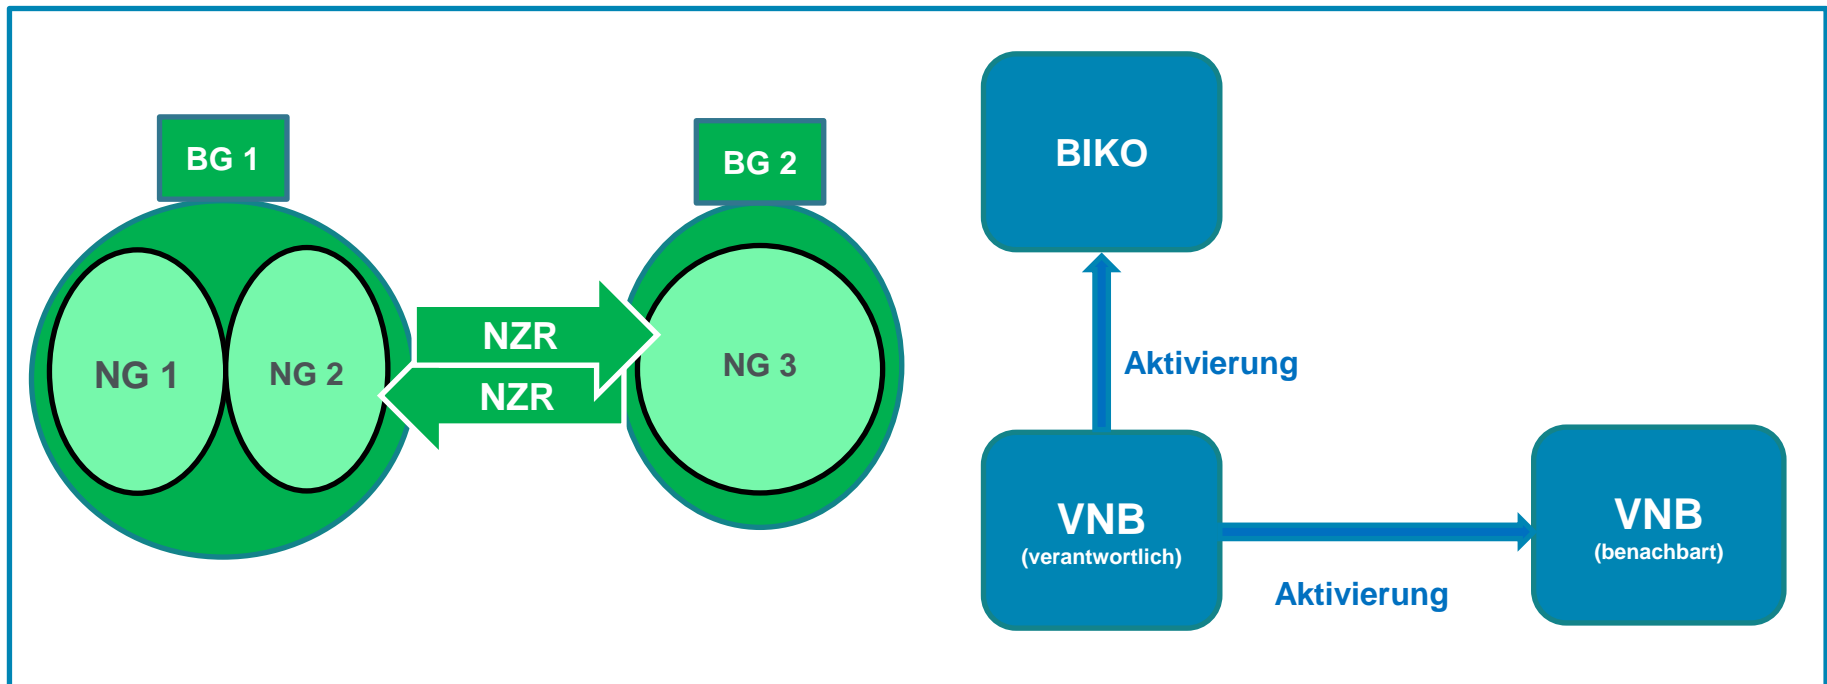 BG 1
BG 2
NG 1
NG 2
NZR
NZR
NG 3
BIKO
Aktivierung
VNB
(verantwortlich)
Aktivierung
VNB
(benachbart)